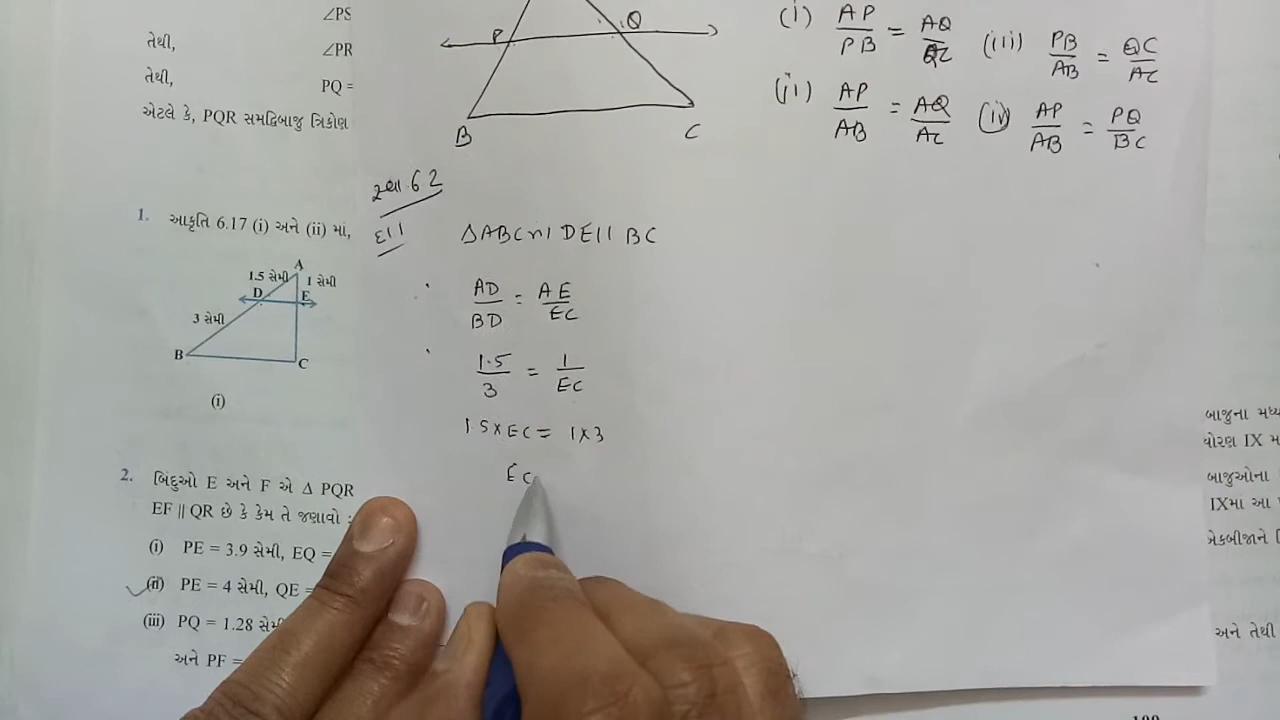 ∠PS
તેથી, ∠PR
તેથી, PQ =
એટલે કે, PQR સમદ્વિબાજુ ત્રિકોણ
P Q
B C
(i) AP/PB = AQ/QC (iii) PB/AB = QC/AC
(ii) AP/AB = AQ/AC (iv) AP/AB = PQ/BC
સ્વા 6.2
1. આકૃતિ 6.17 (i) અને (ii) માં,
દા ΔABCમાં DE || BC
A
1.5 સેમી 1 સેમી
D E
3 સેમી
B C
(i)
AD/BD = AE/EC
1.5/3 = 1/EC
1.5 × EC = 1 × 3
EC
2. બિંદુઓ E અને F એ Δ PQR
EF || QR છે કે કેમ તે જણાવો :
(i) PE = 3.9 સેમી, EQ =
(ii) PE = 4 સેમી, QE =
(iii) PQ = 1.28 સેમી
અને PF =
બાજુના મધ્ય
ધોરણ IX મ
બાજુઓના
IXમાં આ
એકબીજાને
અને તેથી